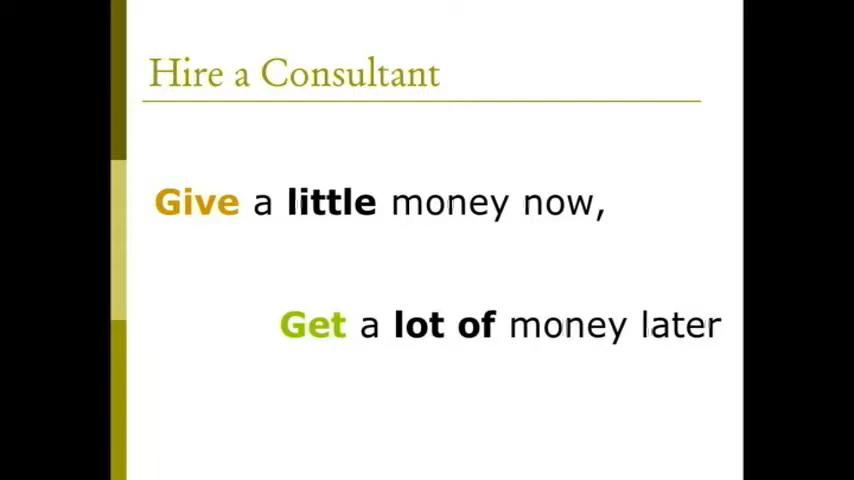 Hire a Consultant
Give a little money now,
Get a lot of money later